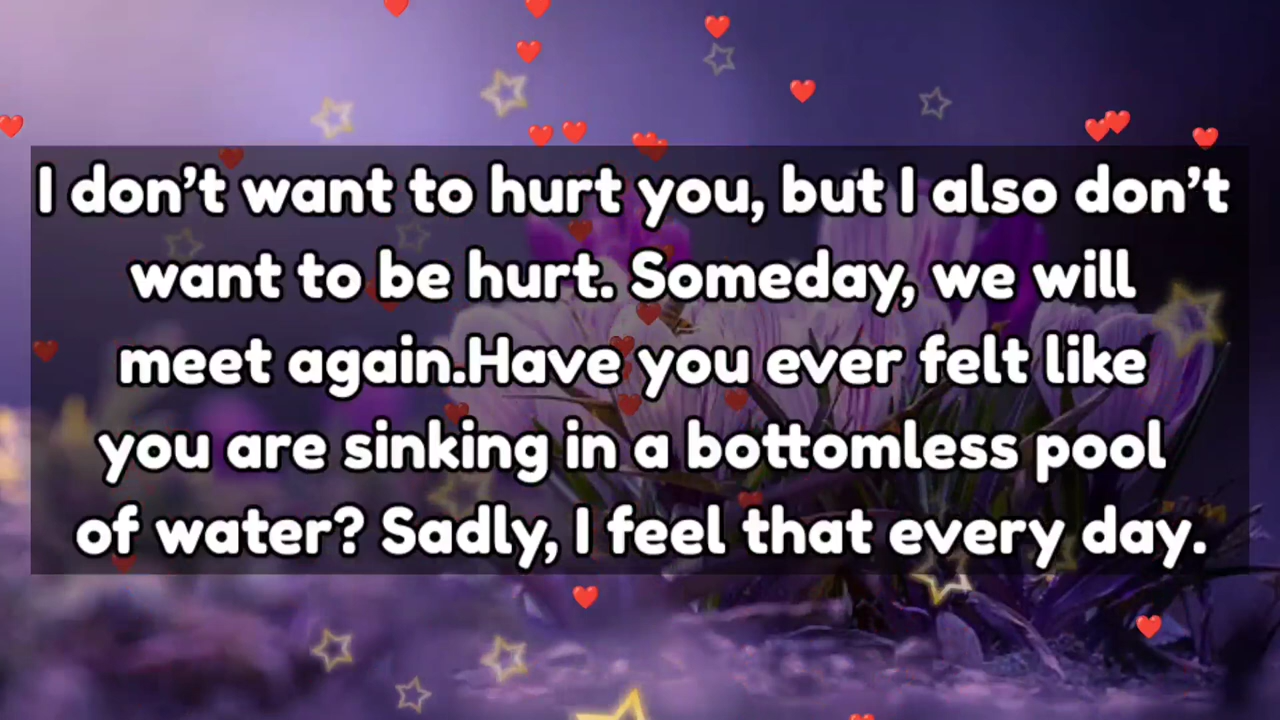 I don’t want to hurt you, but I also don’t
want to be hurt. Someday, we will
meet again.Have you ever felt like
you are sinking in a bottomless pool
of water? Sadly, I feel that every day.